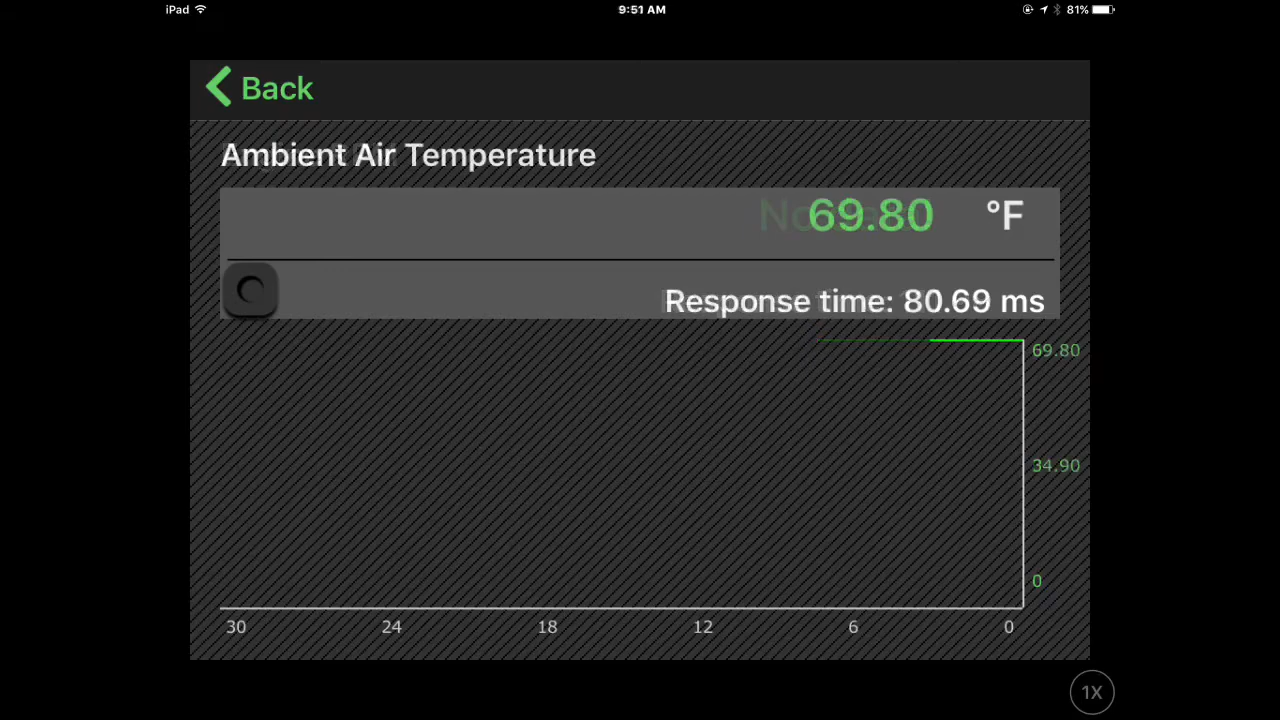 iPad 9:51 AM 81%
Back
Ambient Air Temperature
69.80 °F
Response time: 80.69 ms
69.80
34.90
0
30 24 18 12 6 0
1X